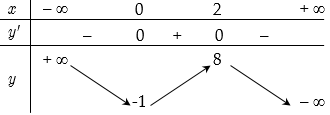 x − ∞ 0 2 + ∞
y′ − 0 + 0 −
+ ∞ 8
y
-1 − ∞